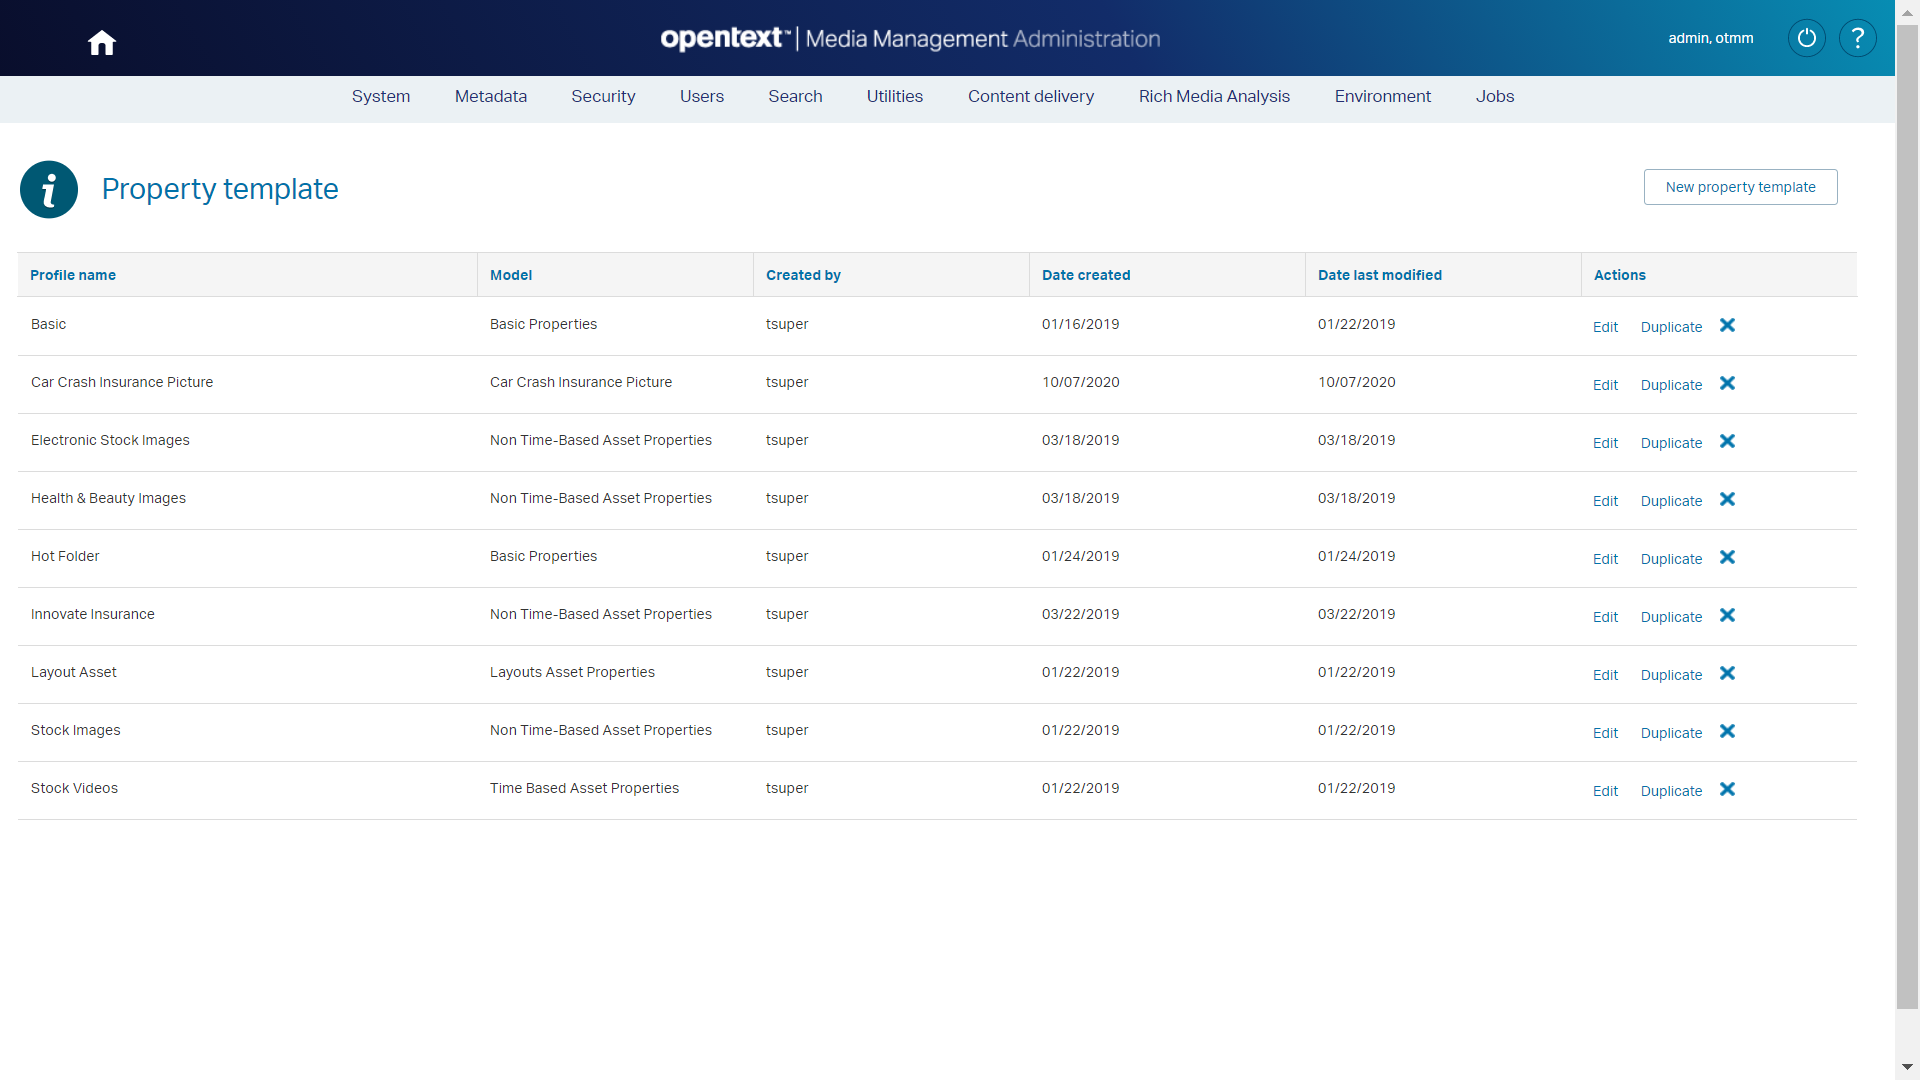 opentext™ | Media Management Administration
admin, otmm
?
System Metadata Security Users Search Utilities Content delivery Rich Media Analysis Environment Jobs
i
Property template
New property template
Profile name Model Created by Date created Date last modified Actions
Basic Basic Properties tsuper 01/16/2019 01/22/2019 Edit Duplicate
Car Crash Insurance Picture Car Crash Insurance Picture tsuper 10/07/2020 10/07/2020 Edit Duplicate
Electronic Stock Images Non Time-Based Asset Properties tsuper 03/18/2019 03/18/2019 Edit Duplicate
Health & Beauty Images Non Time-Based Asset Properties tsuper 03/18/2019 03/18/2019 Edit Duplicate
Hot Folder Basic Properties tsuper 01/24/2019 01/24/2019 Edit Duplicate
Innovate Insurance Non Time-Based Asset Properties tsuper 03/22/2019 03/22/2019 Edit Duplicate
Layout Asset Layouts Asset Properties tsuper 01/22/2019 01/22/2019 Edit Duplicate
Stock Images Non Time-Based Asset Properties tsuper 01/22/2019 01/22/2019 Edit Duplicate
Stock Videos Time Based Asset Properties tsuper 01/22/2019 01/22/2019 Edit Duplicate